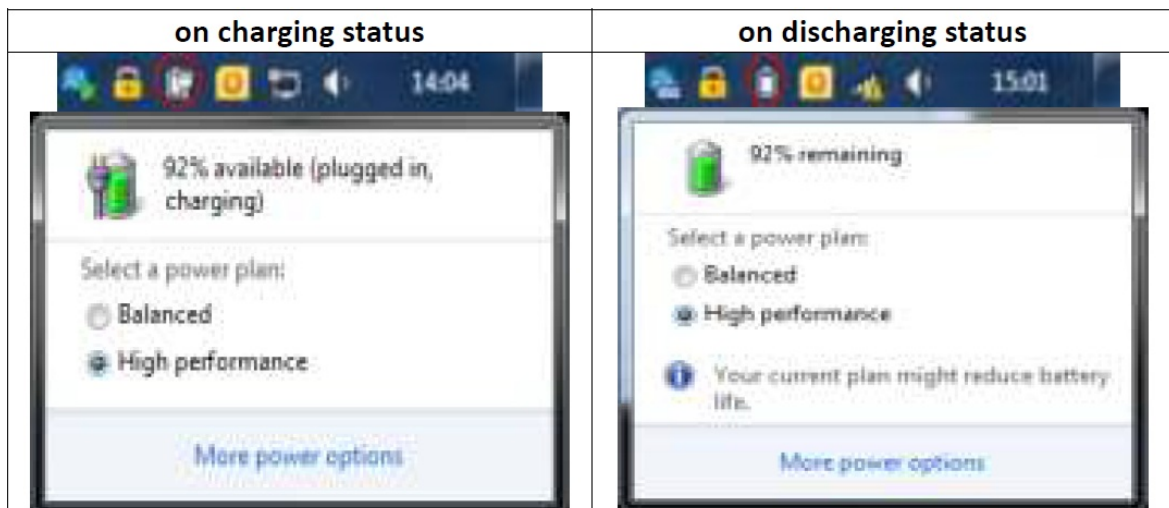 on charging status
on discharging status
14:04
15:01
92% available (plugged in,
charging)
Select a power plan:
Balanced
High performance
More power options
92% remaining
Select a power plan:
Balanced
High performance
Your current plan might reduce battery
life.
More power options